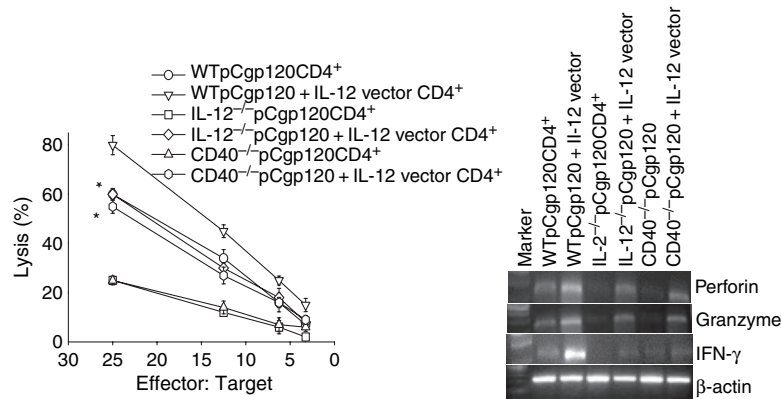 WTpCgp120CD4⁺
WTpCgp120 + IL-12 vector CD4⁺
IL-12⁻/⁻pCgp120CD4⁺
IL-12⁻/⁻pCgp120 + IL-12 vector CD4⁺
CD40⁻/⁻pCgp120CD4⁺
CD40⁻/⁻pCgp120 + IL-12 vector CD4⁺
80
60
40
20
0
*
*
Lysis (%)
30 25 20 15 10 5 0
Effector: Target
Marker
WTpCgp120CD4⁺
WTpCgp120 + Il-12 vector
IL-2⁻/⁻pCgp120CD4⁺
IL-12⁻/⁻pCgp120 + IL-12 vector
CD40⁻/⁻pCgp120
CD40⁻/⁻pCgp120 + IL-12 vector
Perforin
Granzyme
IFN-γ
β-actin